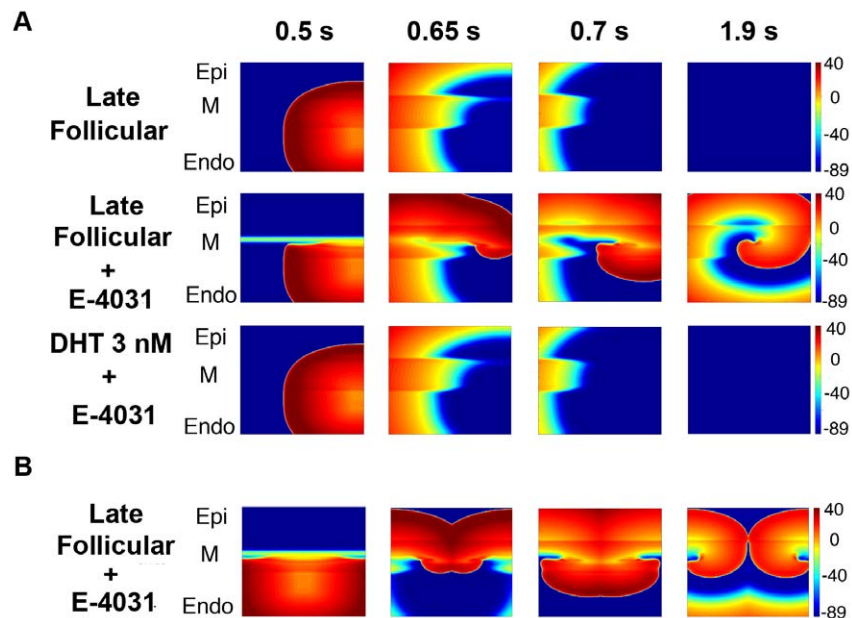 A
0.5 s 0.65 s 0.7 s 1.9 s
Late
Follicular
Epi
M
Endo
40
0
-40
-89
Late
Follicular
+
E-4031
Epi
M
Endo
40
0
-40
-89
DHT 3 nM
+
E-4031
Epi
M
Endo
40
0
-40
-89
B
Late
Follicular
+
E-4031
Epi
M
Endo
40
0
-40
-89